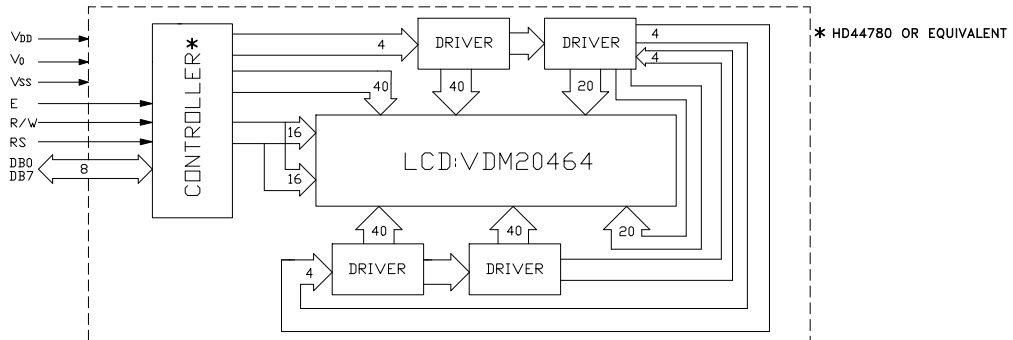 VDD
V0
VSS
E
R/W
RS
DB0
DB7
8
CONTROLLER*
4
DRIVER
DRIVER
4
4
40
40
20
16
16
LCD:VDM20464
40
40
20
4
DRIVER
DRIVER
* HD44780 OR EQUIVALENT